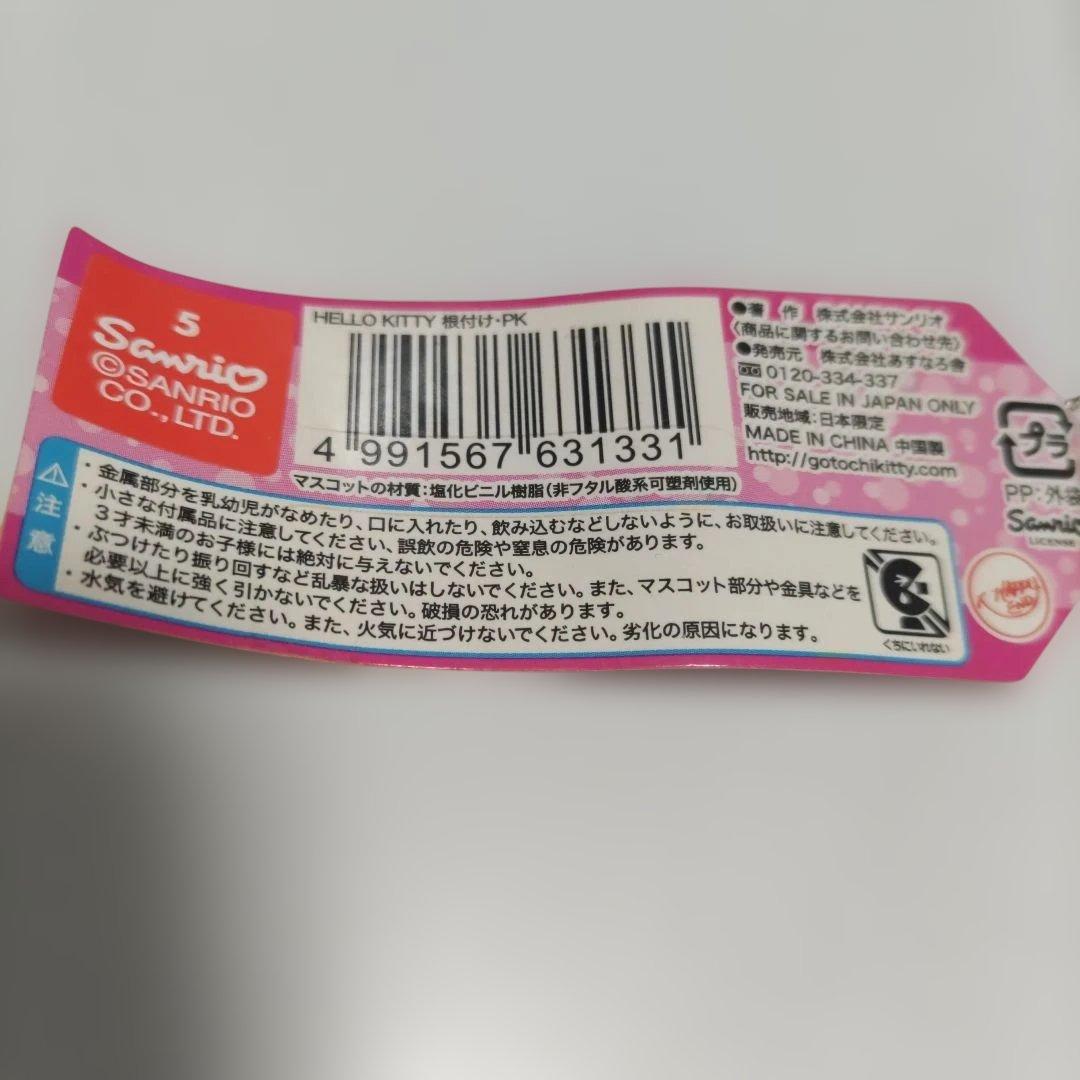 5
Sanrio
©SANRIO
CO., LTD.
HELLO KITTY 根付け・PK
4 991567 631331
マスコットの材質：塩化ビニル樹脂（非フタル酸系可塑剤使用）
●著 作 株式会社サンリオ
〈商品に関するお問い合わせ先〉
●発売元 株式会社あすなろ舎
0120-334-337
FOR SALE IN JAPAN ONLY
販売地域：日本限定
MADE IN CHINA 中国製
http://gotochikitty.com
プラ
PP：外袋
Sanrio
LICENSE
注意
・金属部分を乳幼児がなめたり、口に入れたり、飲み込むなどしないように、お取扱いに注意してください。
・小さな付属品に注意してください、誤飲の危険や窒息の危険があります。
３才未満のお子様には絶対に与えないでください。
・ぶつけたり振り回すなど乱暴な扱いはしないでください。また、マスコット部分や金具などを
必要以上に強く引かないでください。破損の恐れがあります。
・水気を避けてください。また、火気に近づけないでください。劣化の原因になります。
くちにいれない